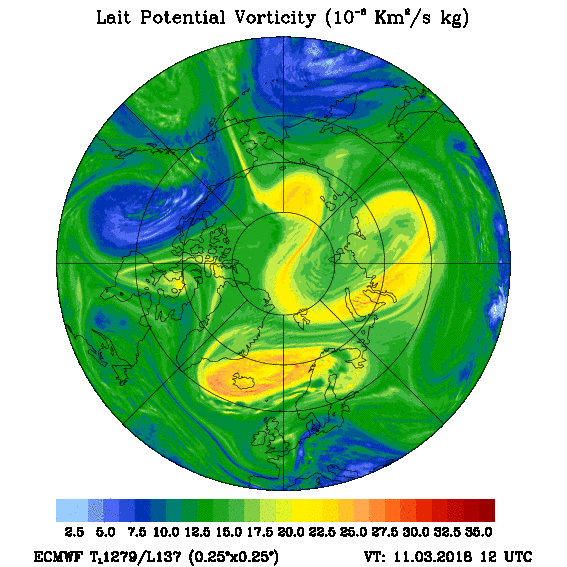 Lait Potential Vorticity (10⁻⁶ Km²/s kg)
2.5 5.0 7.5 10.0 12.5 15.0 17.5 20.0 22.5 25.0 27.5 30.0 32.5 35.0
ECMWF TL1279/L137 (0.25°x0.25°) VT: 11.03.2018 12 UTC